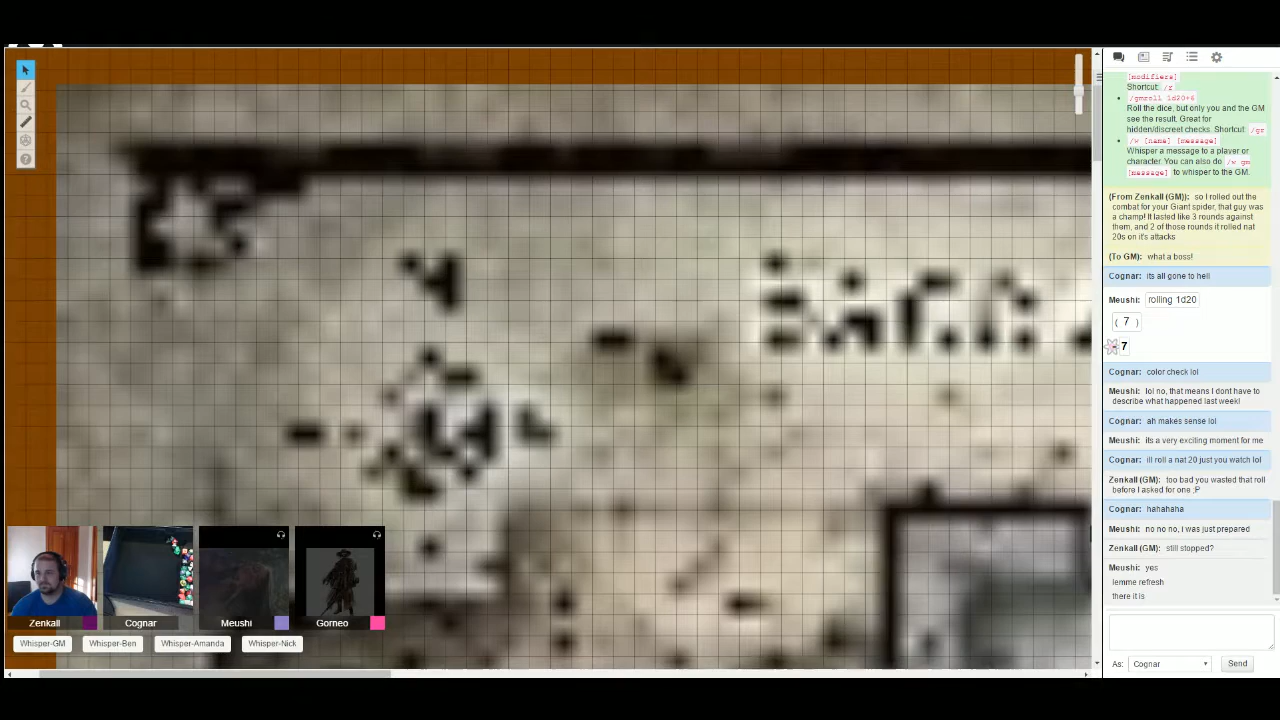 [modifiers]
Shortcut: /r
/gmroll 1d20+6
Roll the dice, but only you and the GM
see the result. Great for
hidden/discreet checks. Shortcut: /gr
/w [name] [message]
Whisper a message to a player or
character. You can also do /w gm
[message] to whisper to the GM.
(From Zenkall (GM)): so I rolled out the
combat for your Giant spider, that guy was
a champ! It lasted like 3 rounds against
them, and 2 of those rounds it rolled nat
20s on it's attacks
(To GM): what a boss!
Cognar: its all gone to hell
Meushi: rolling 1d20
( 7 )
= 7
Cognar: color check lol
Meushi: lol no, that means I dont have to
describe what happened last week!
Cognar: ah makes sense lol
Meushi: its a very exciting moment for me
Cognar: ill roll a nat 20 just you watch lol
Zenkall (GM): too bad you wasted that roll
before I asked for one ;P
Cognar: hahahaha
Meushi: no no no, i was just prepared
Zenkall (GM): still stopped?
Meushi: yes
lemme refresh
there it is
As: Cognar Send
Zenkall Cognar Meushi Gorneo
Whisper-GM Whisper-Ben Whisper-Amanda Whisper-Nick